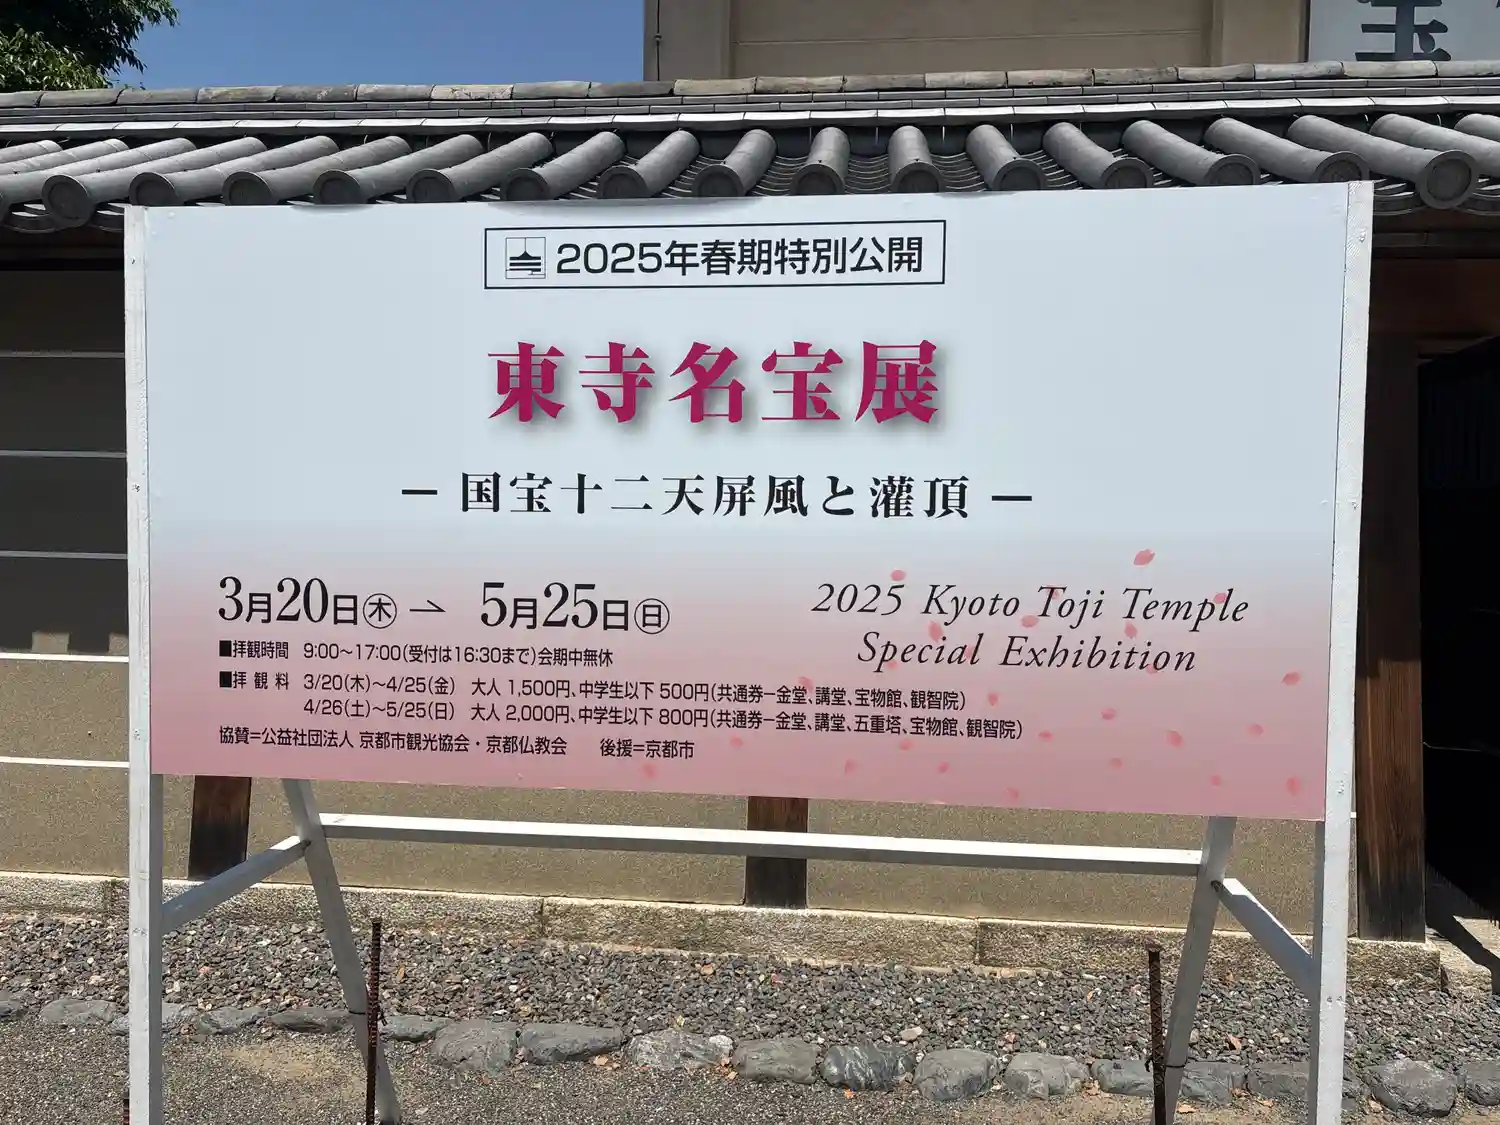 宝
2025年春期特別公開
東寺名宝展
― 国宝十二天屏風と灌頂 ―
3月20日㊍ → 5月25日㊐
2025 Kyoto Toji Temple
Special Exhibition
■拝観時間 9:00〜17:00(受付は16:30まで)会期中無休
■拝 観 料 3/20(木)〜4/25(金) 大人 1,500円、中学生以下 500円(共通券ー金堂、講堂、宝物館、観智院)
4/26(土)〜5/25(日) 大人 2,000円、中学生以下 800円(共通券ー金堂、講堂、五重塔、宝物館、観智院)
協賛=公益社団法人 京都市観光協会・京都仏教会 後援=京都市